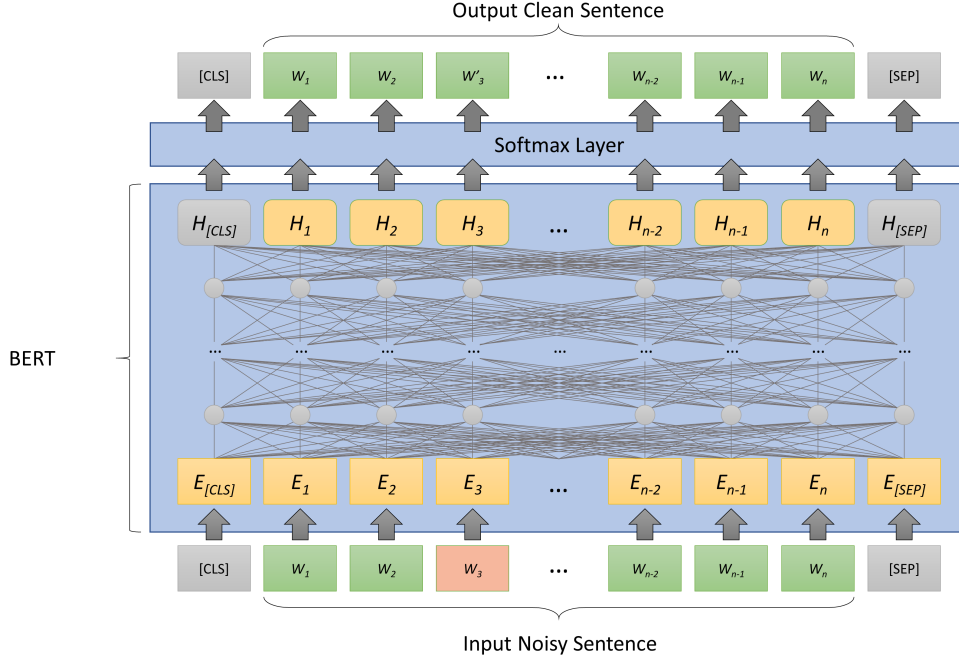 Output Clean Sentence
[CLS] W1 W2 W'3 ... Wn-2 Wn-1 Wn [SEP]
Softmax Layer
H[CLS] H1 H2 H3 ... Hn-2 Hn-1 Hn H[SEP]
BERT
... ... ... ... ... ... ... ... ...
E[CLS] E1 E2 E3 ... En-2 En-1 En E[SEP]
[CLS] W1 W2 W3 ... Wn-2 Wn-1 Wn [SEP]
Input Noisy Sentence